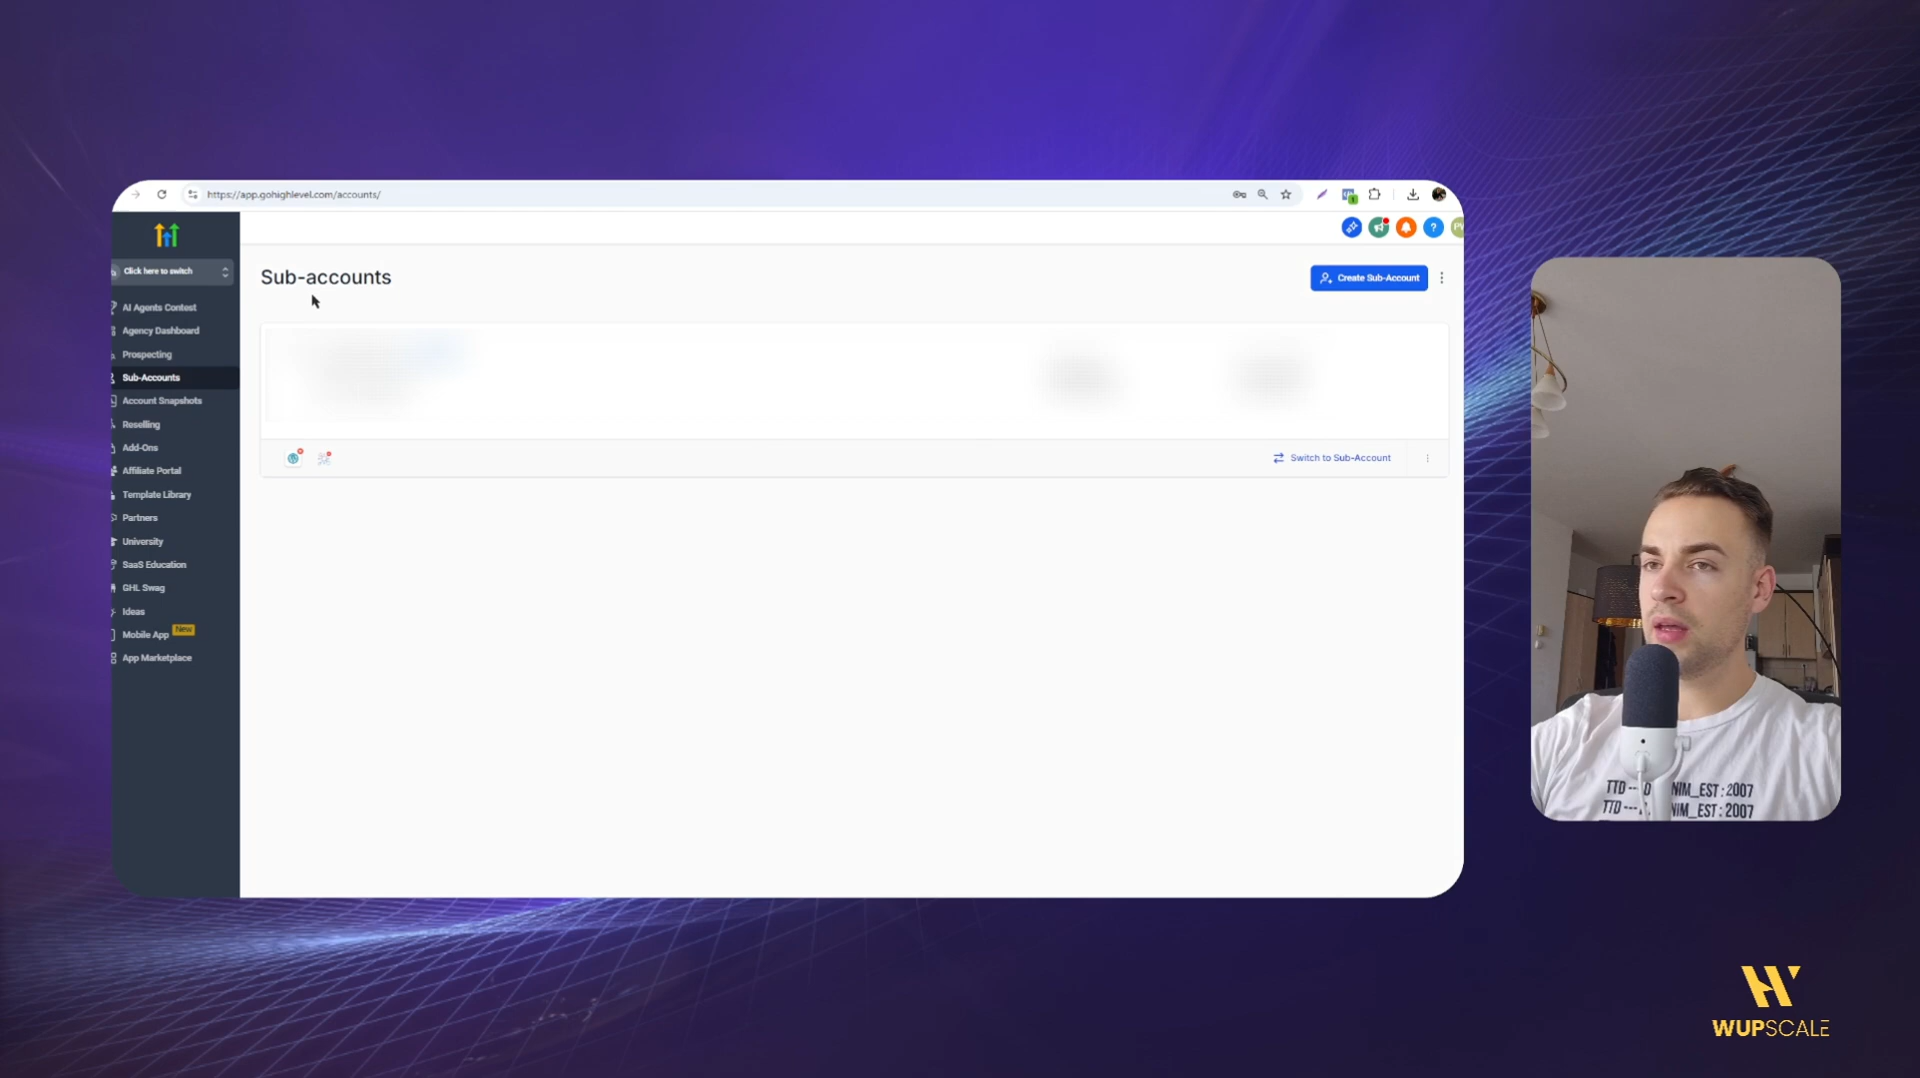 https://app.gohighlevel.com/accounts/
Click here to switch
AI Agents Contest
Agency Dashboard
Prospecting
Sub-Accounts
Account Snapshots
Reselling
Add-Ons
Affiliate Portal
Template Library
Partners
University
SaaS Education
GHL Swag
Ideas
Mobile App New
App Marketplace
Sub-accounts
Create Sub-Account
Switch to Sub-Account
TTD --- NIM_EST : 2007
TTD --- NIM_EST : 2007
WUPSCALE